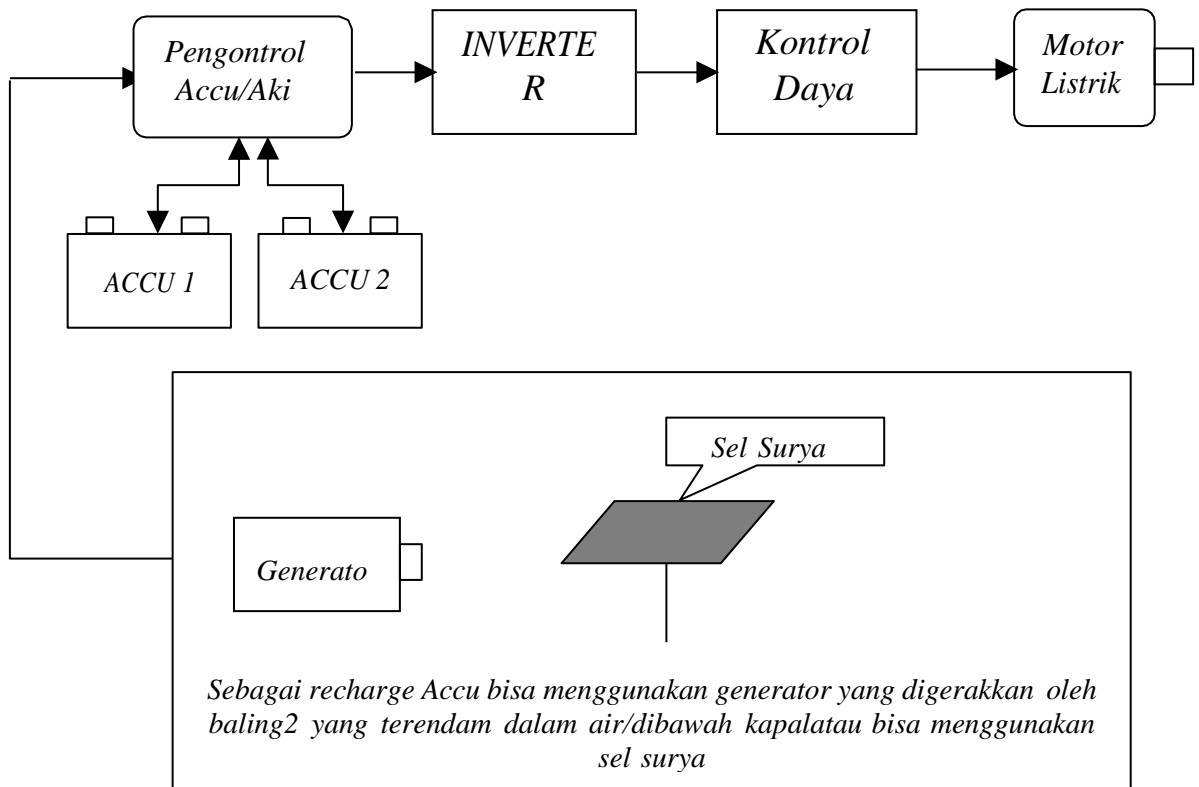 Pengontrol
Accu/Aki
INVERTE
R
Kontrol
Daya
Motor
Listrik
ACCU 1
ACCU 2
Sel Surya
Generato
Sebagai recharge Accu bisa menggunakan generator yang digerakkan oleh
baling2 yang terendam dalam air/dibawah kapalatau bisa menggunakan
sel surya